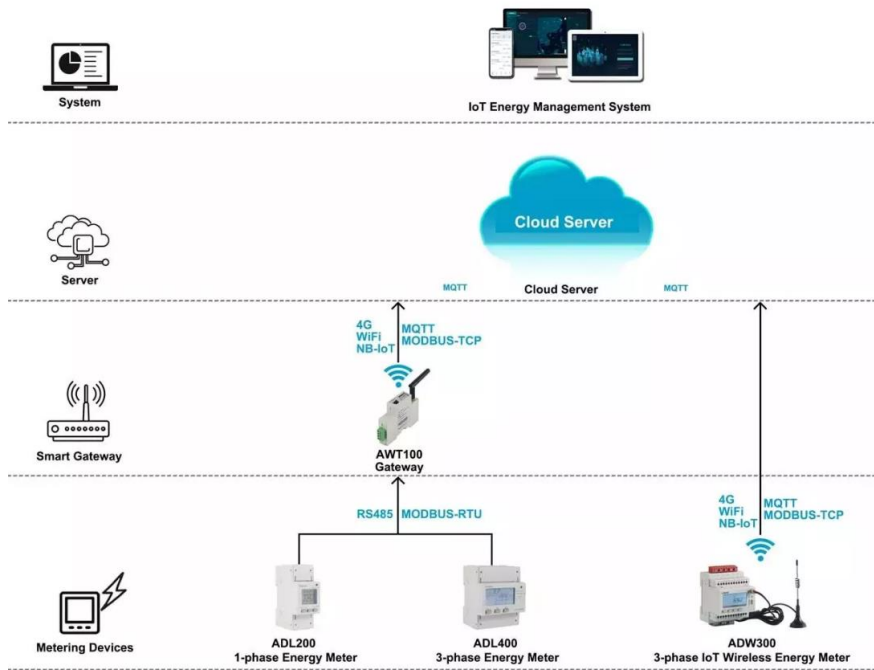 System
IoT Energy Management System
Cloud Server
Server
MQTT
Cloud Server
MQTT
4G
WiFi
NB-IoT
MQTT
MODBUS-TCP
Smart Gateway
AWT100
Gateway
RS485
MODBUS-RTU
4G
WiFi
NB-IoT
MQTT
MODBUS-TCP
Metering Devices
ADL200
1-phase Energy Meter
ADL400
3-phase Energy Meter
ADW300
3-phase IoT Wireless Energy Meter